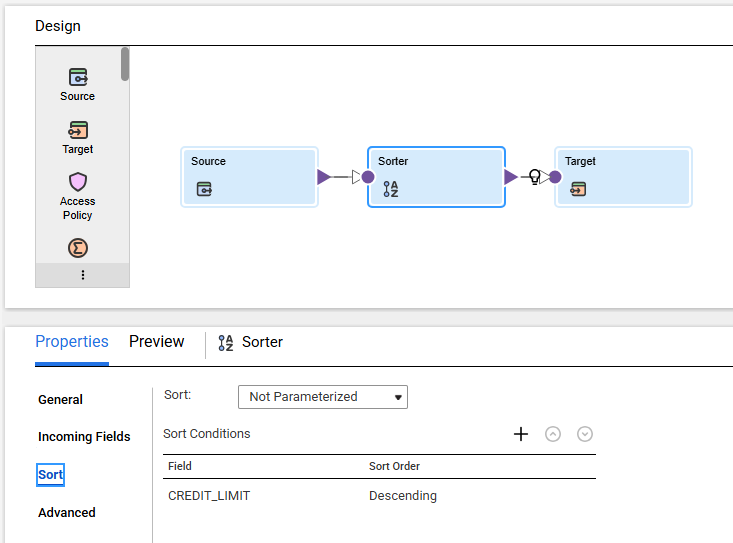 Design
Source
Target
Access
Policy
Source
Sorter
Target
Properties
Preview
Sorter
General
Incoming Fields
Sort
Advanced
Sort:
Not Parameterized
Sort Conditions
Field
Sort Order
CREDIT_LIMIT
Descending